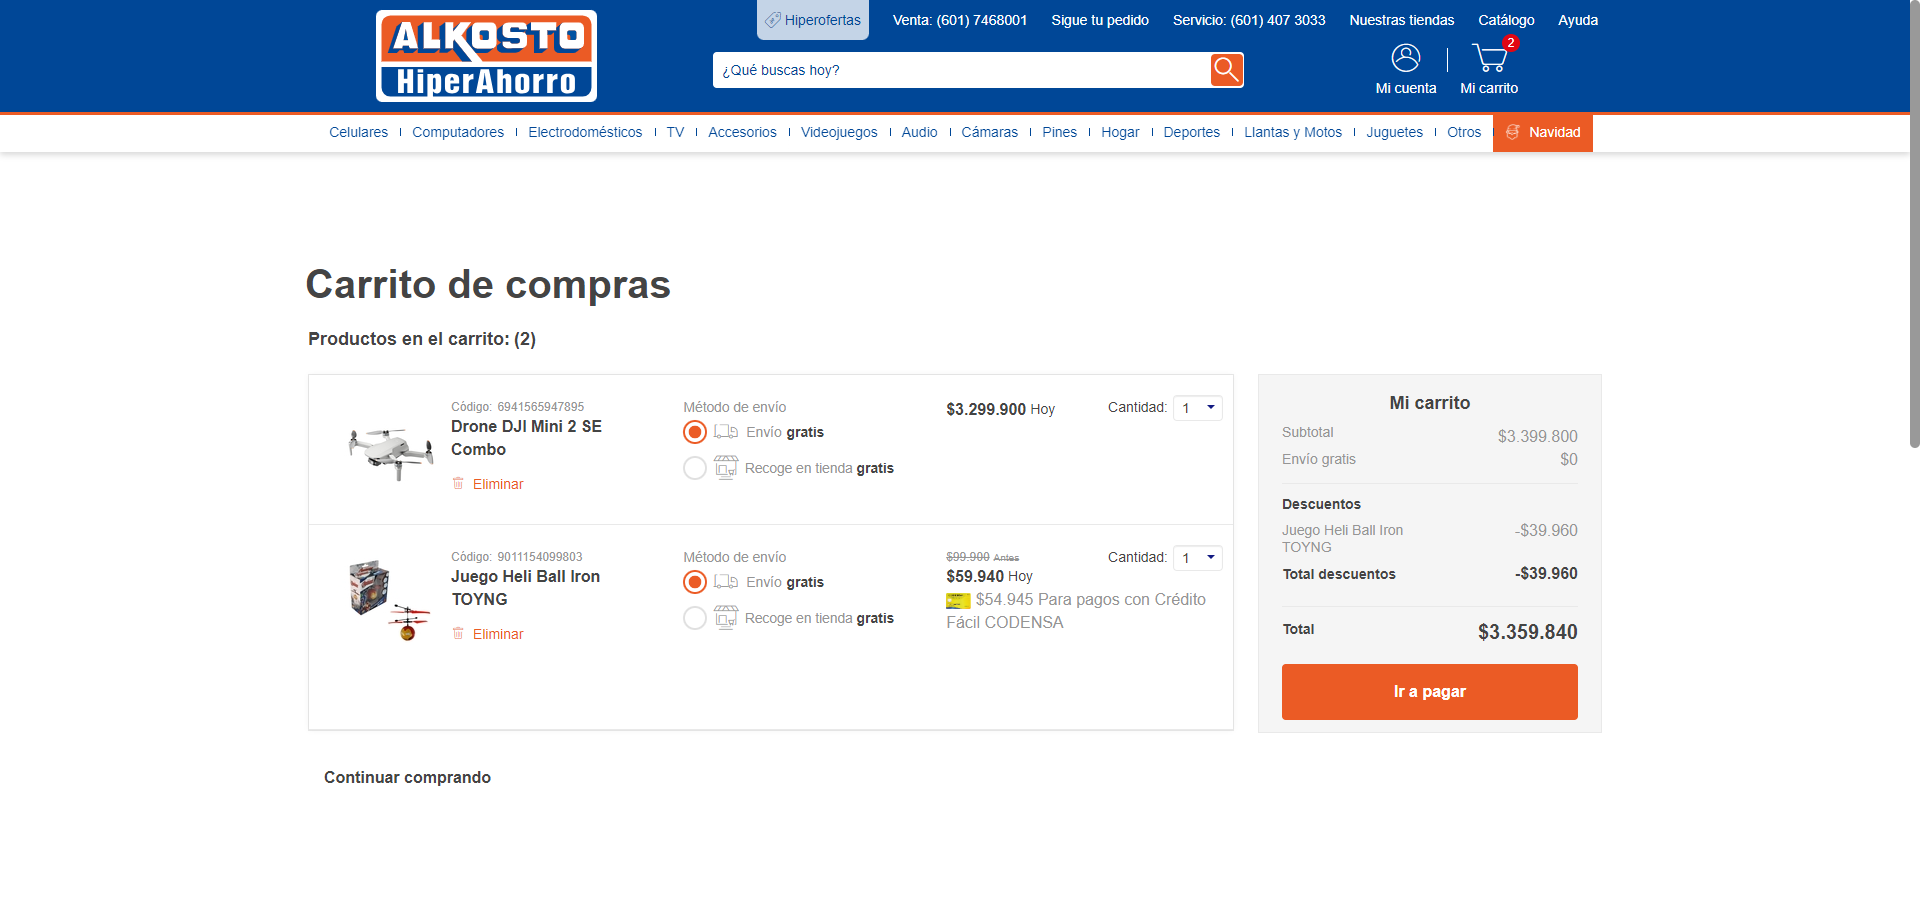 ALKOSTO
HiperAhorro
Hiperofertas
Venta: (601) 7468001
Sigue tu pedido
Servicio: (601) 407 3033
Nuestras tiendas
Catálogo
Ayuda
¿Qué buscas hoy?
Mi cuenta
2
Mi carrito
Celulares
Computadores
Electrodomésticos
TV
Accesorios
Videojuegos
Audio
Cámaras
Pines
Hogar
Deportes
Llantas y Motos
Juguetes
Otros
Navidad
Carrito de compras
Productos en el carrito: (2)
Código: 6941565947895
Drone DJI Mini 2 SE
Combo
Eliminar
Método de envío
Envío gratis
Recoge en tienda gratis
$3.299.900 Hoy
Cantidad: 1
Código: 9011154099803
Juego Heli Ball Iron
TOYNG
Eliminar
Método de envío
Envío gratis
Recoge en tienda gratis
$99.900 Antes
$59.940 Hoy
$54.945 Para pagos con Crédito
Fácil CODENSA
Cantidad: 1
Mi carrito
Subtotal $3.399.800
Envío gratis $0
Descuentos
Juego Heli Ball Iron -$39.960
TOYNG
Total descuentos -$39.960
Total $3.359.840
Ir a pagar
Continuar comprando